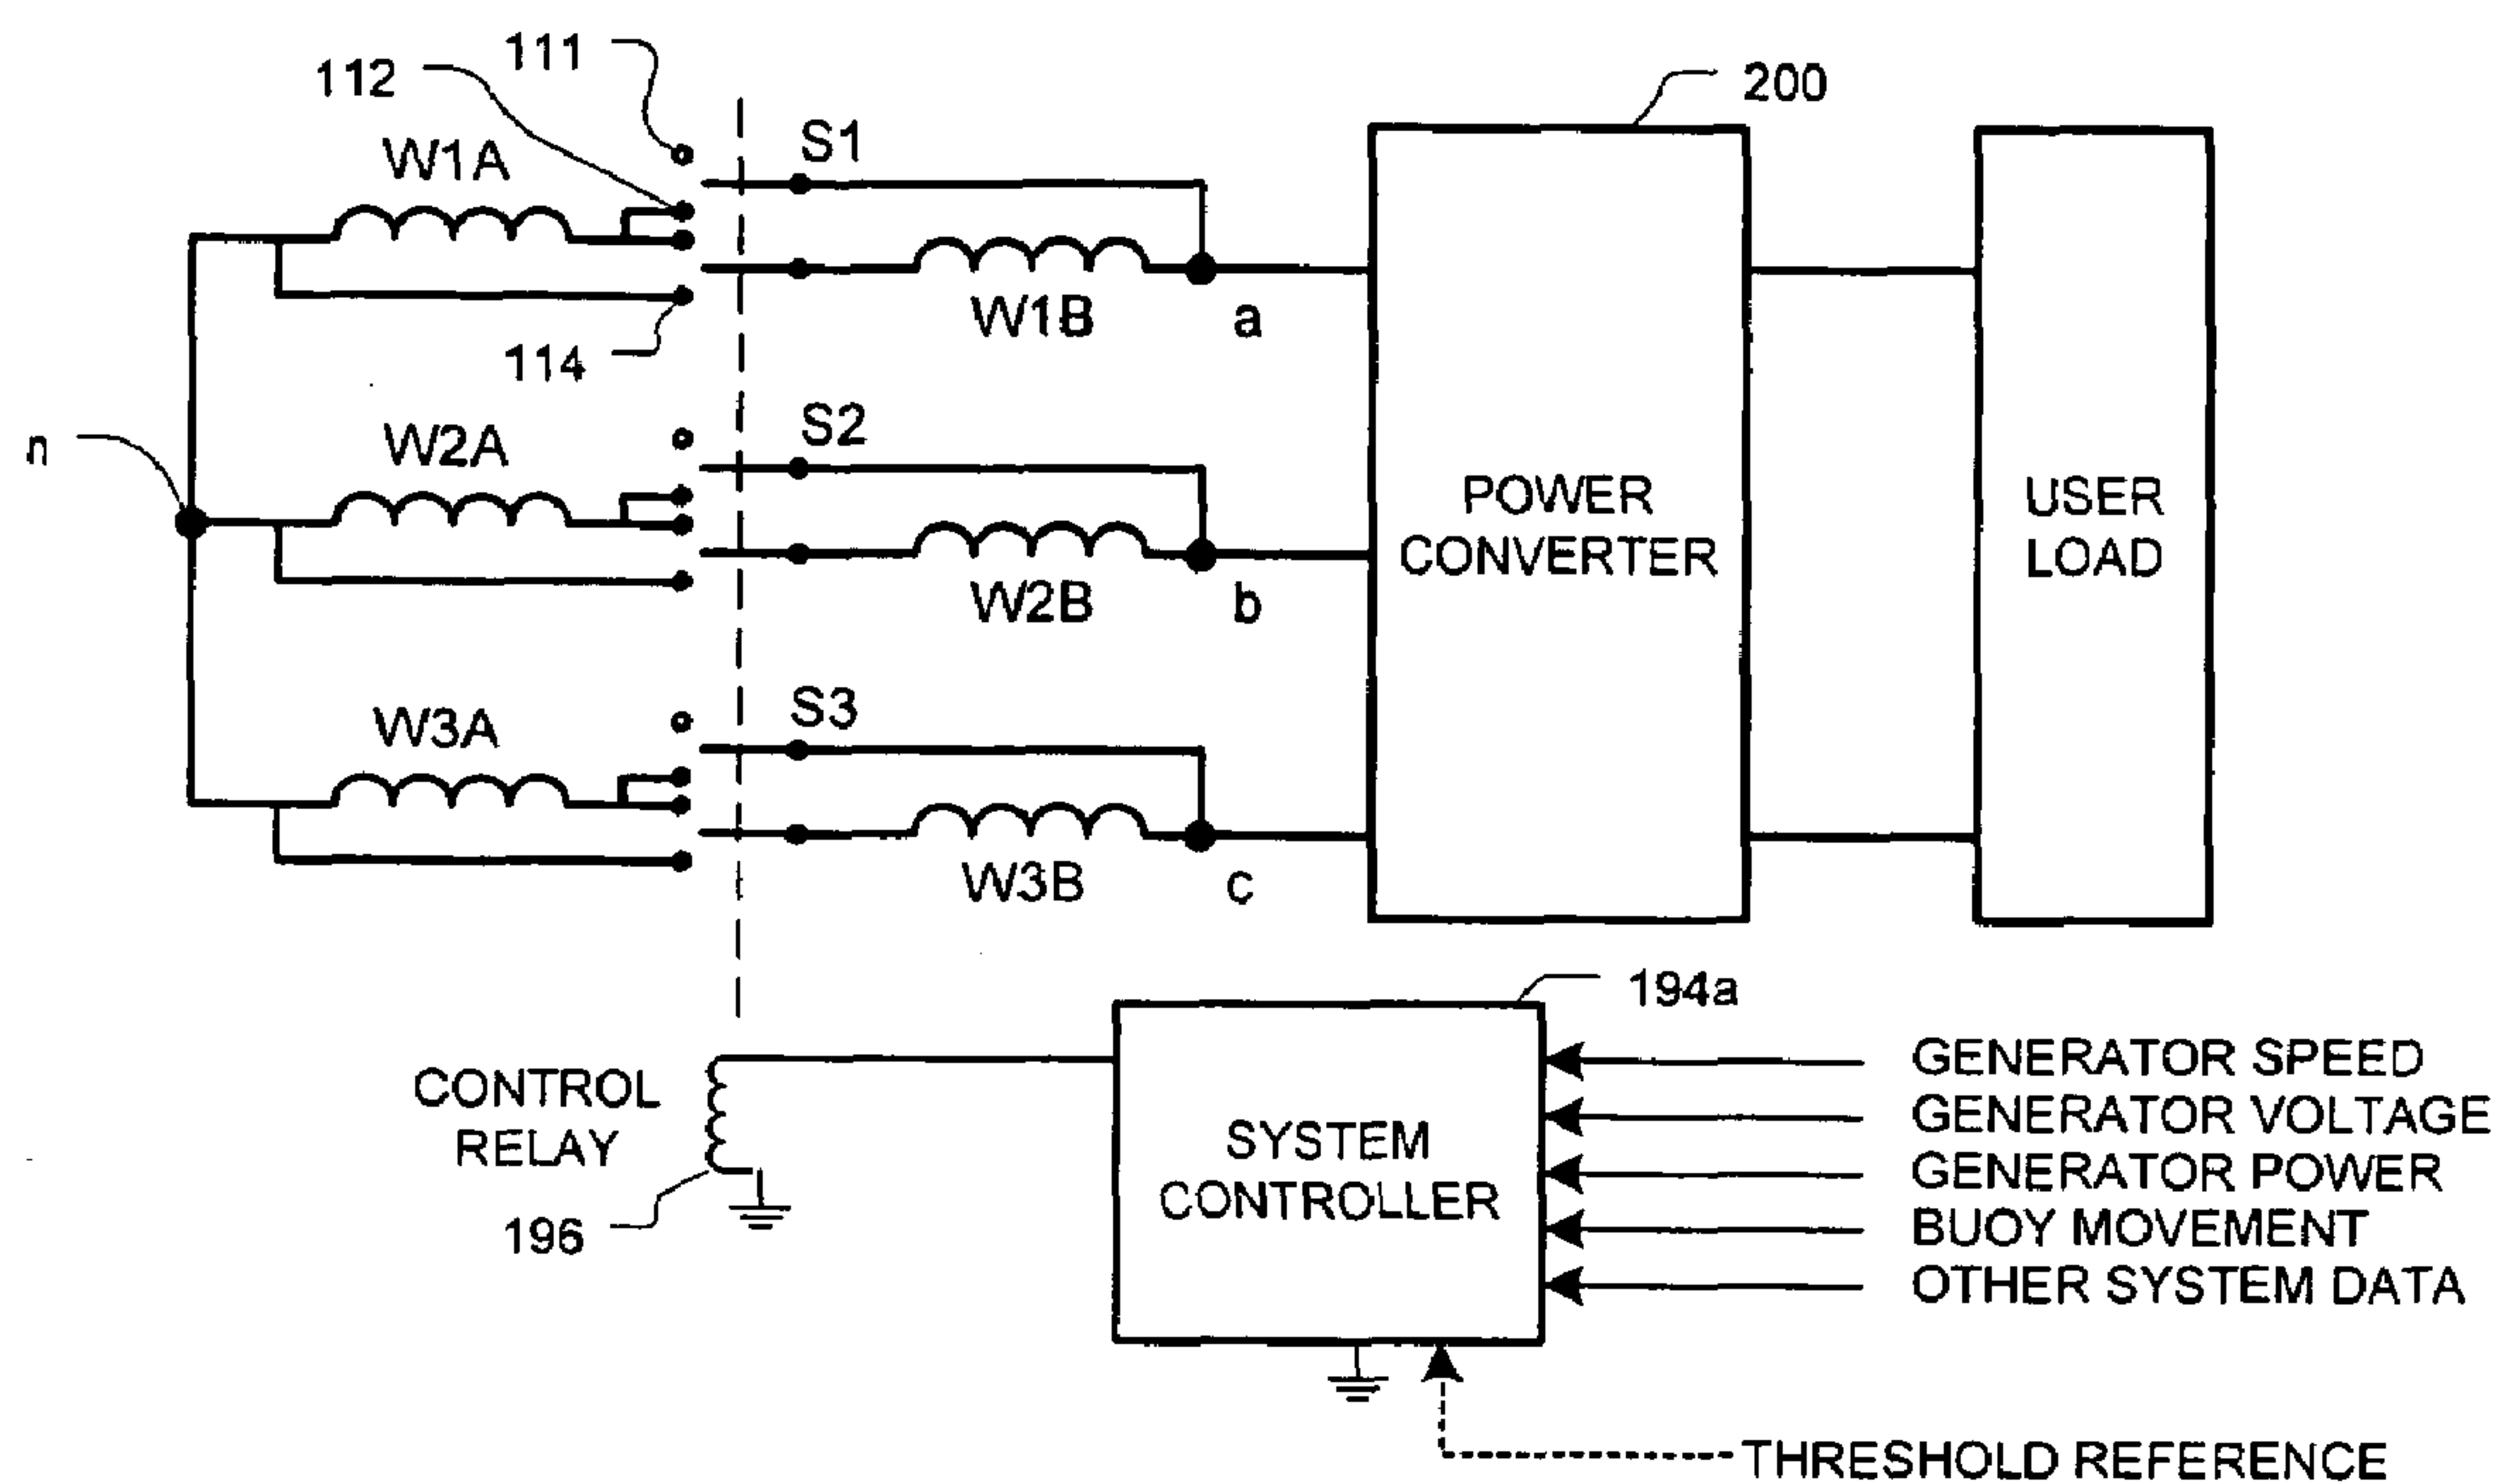 111
112
200
S1
W1A
W1B
a
114
S2
W2A
n
POWER
CONVERTER
USER
LOAD
W2B
b
S3
W3A
W3B
c
194a
CONTROL
RELAY
196
SYSTEM
CONTROLLER
GENERATOR SPEED
GENERATOR VOLTAGE
GENERATOR POWER
BUOY MOVEMENT
OTHER SYSTEM DATA
THRESHOLD REFERENCE